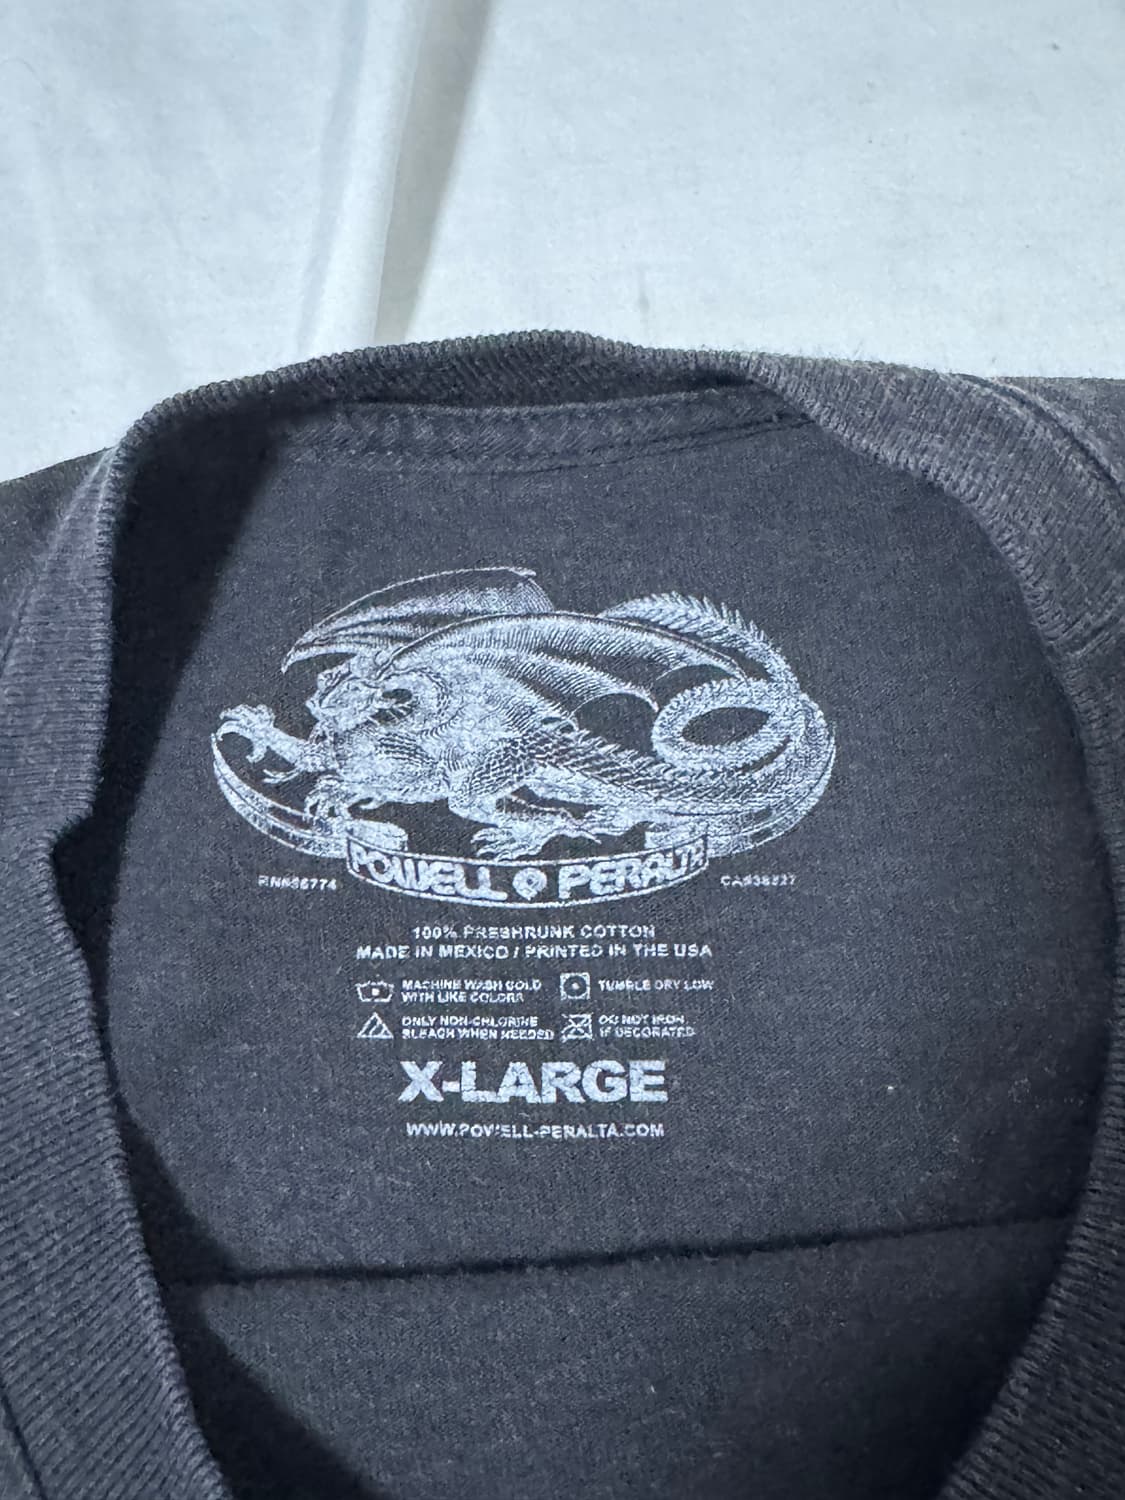 POWELL PERALTA
100% PRESHRUNK COTTON
MADE IN MEXICO / PRINTED IN THE USA
MACHINE WASH COLD
WITH LIKE COLORS
TUMBLE DRY LOW
ONLY NON-CHLORINE
BLEACH WHEN NEEDED
DO NOT IRON
IF DECORATED
X-LARGE
WWW.POWELL-PERALTA.COM